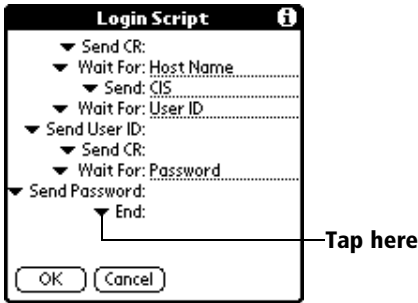 Login Script
Send CR:
Wait For: Host Name
Send: CIS
Wait For: User ID
Send User ID:
Send CR:
Wait For: Password
Send Password:
End:
Tap here
OK Cancel